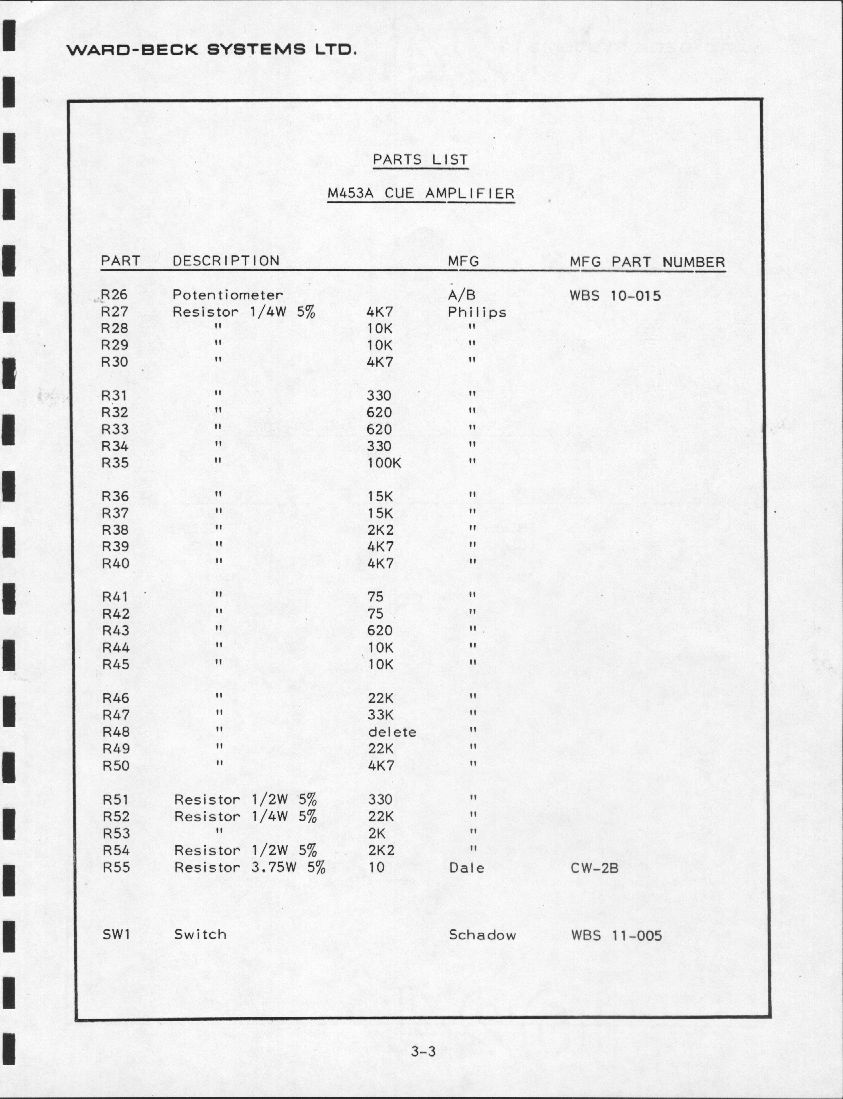 WARD-BECK SYSTEMS LTD.
PARTS LIST
M453A CUE AMPLIFIER
PART DESCRIPTION MFG MFG PART NUMBER
R26 Potentiometer A/B WBS 10-015
R27 Resistor 1/4W 5% 4K7 Philips
R28 " 10K "
R29 " 10K "
R30 " 4K7 "
R31 " 330 "
R32 " 620 "
R33 " 620 "
R34 " 330 "
R35 " 100K "
R36 " 15K "
R37 " 15K "
R38 " 2K2 "
R39 " 4K7 "
R40 " 4K7 "
R41 " 75 "
R42 " 75 "
R43 " 620 "
R44 " 10K "
R45 " 10K "
R46 " 22K "
R47 " 33K "
R48 " delete "
R49 " 22K "
R50 " 4K7 "
R51 Resistor 1/2W 5% 330 "
R52 Resistor 1/4W 5% 22K "
R53 " 2K "
R54 Resistor 1/2W 5% 2K2 "
R55 Resistor 3.75W 5% 10 Dale CW-2B
SW1 Switch Schadow WBS 11-005
3-3